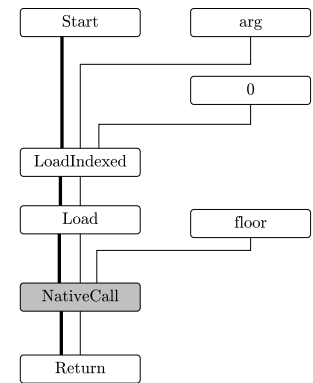 Start
arg
0
LoadIndexed
Load
floor
NativeCall
Return